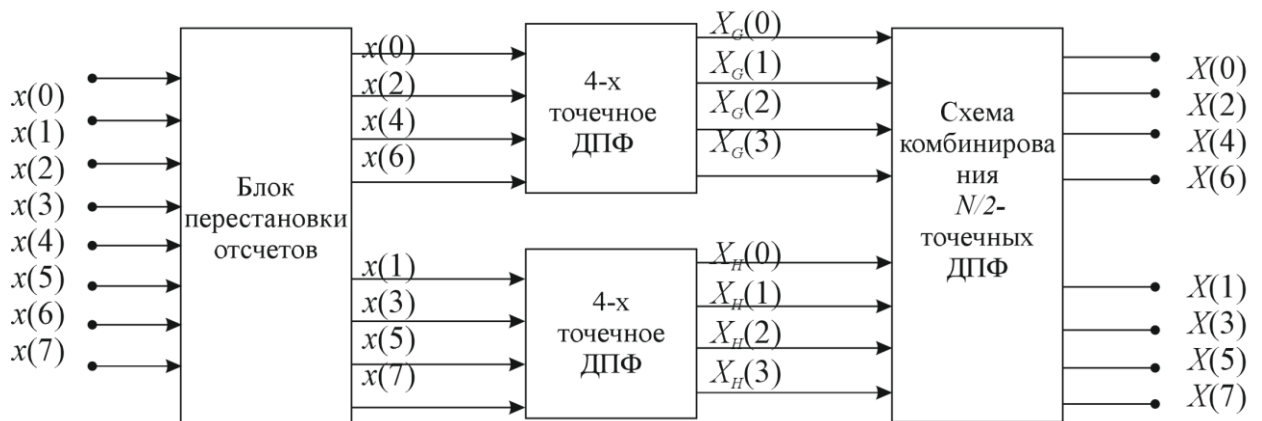 x(0)
x(1)
x(2)
x(3)
x(4)
x(5)
x(6)
x(7)
Блок
перестановки
отсчетов
x(0)
x(2)
x(4)
x(6)
x(1)
x(3)
x(5)
x(7)
4-х
точечное
ДПФ
4-х
точечное
ДПФ
X_G(0)
X_G(1)
X_G(2)
X_G(3)
X_H(0)
X_H(1)
X_H(2)
X_H(3)
Схема
комбинирова
ния
N/2-
точечных
ДПФ
X(0)
X(2)
X(4)
X(6)
X(1)
X(3)
X(5)
X(7)